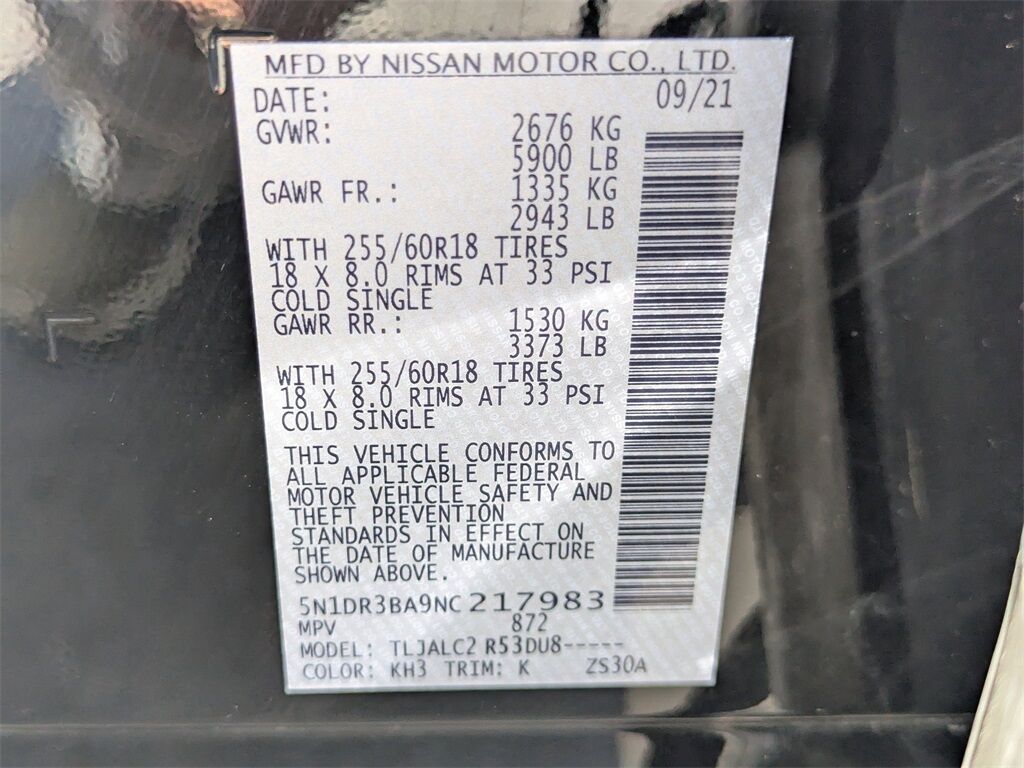 MFD BY NISSAN MOTOR CO., LTD.
DATE: 09/21
GVWR: 2676 KG
5900 LB
GAWR FR.: 1335 KG
2943 LB
WITH 255/60R18 TIRES
18 X 8.0 RIMS AT 33 PSI
COLD SINGLE
GAWR RR.: 1530 KG
3373 LB
WITH 255/60R18 TIRES
18 X 8.0 RIMS AT 33 PSI
COLD SINGLE
THIS VEHICLE CONFORMS TO
ALL APPLICABLE FEDERAL
MOTOR VEHICLE SAFETY AND
THEFT PREVENTION
STANDARDS IN EFFECT ON
THE DATE OF MANUFACTURE
SHOWN ABOVE.
5N1DR3BA9NC217983
MPV 872
MODEL: TLJALC2 R53DU8-----
COLOR: KH3 TRIM: K ZS30A